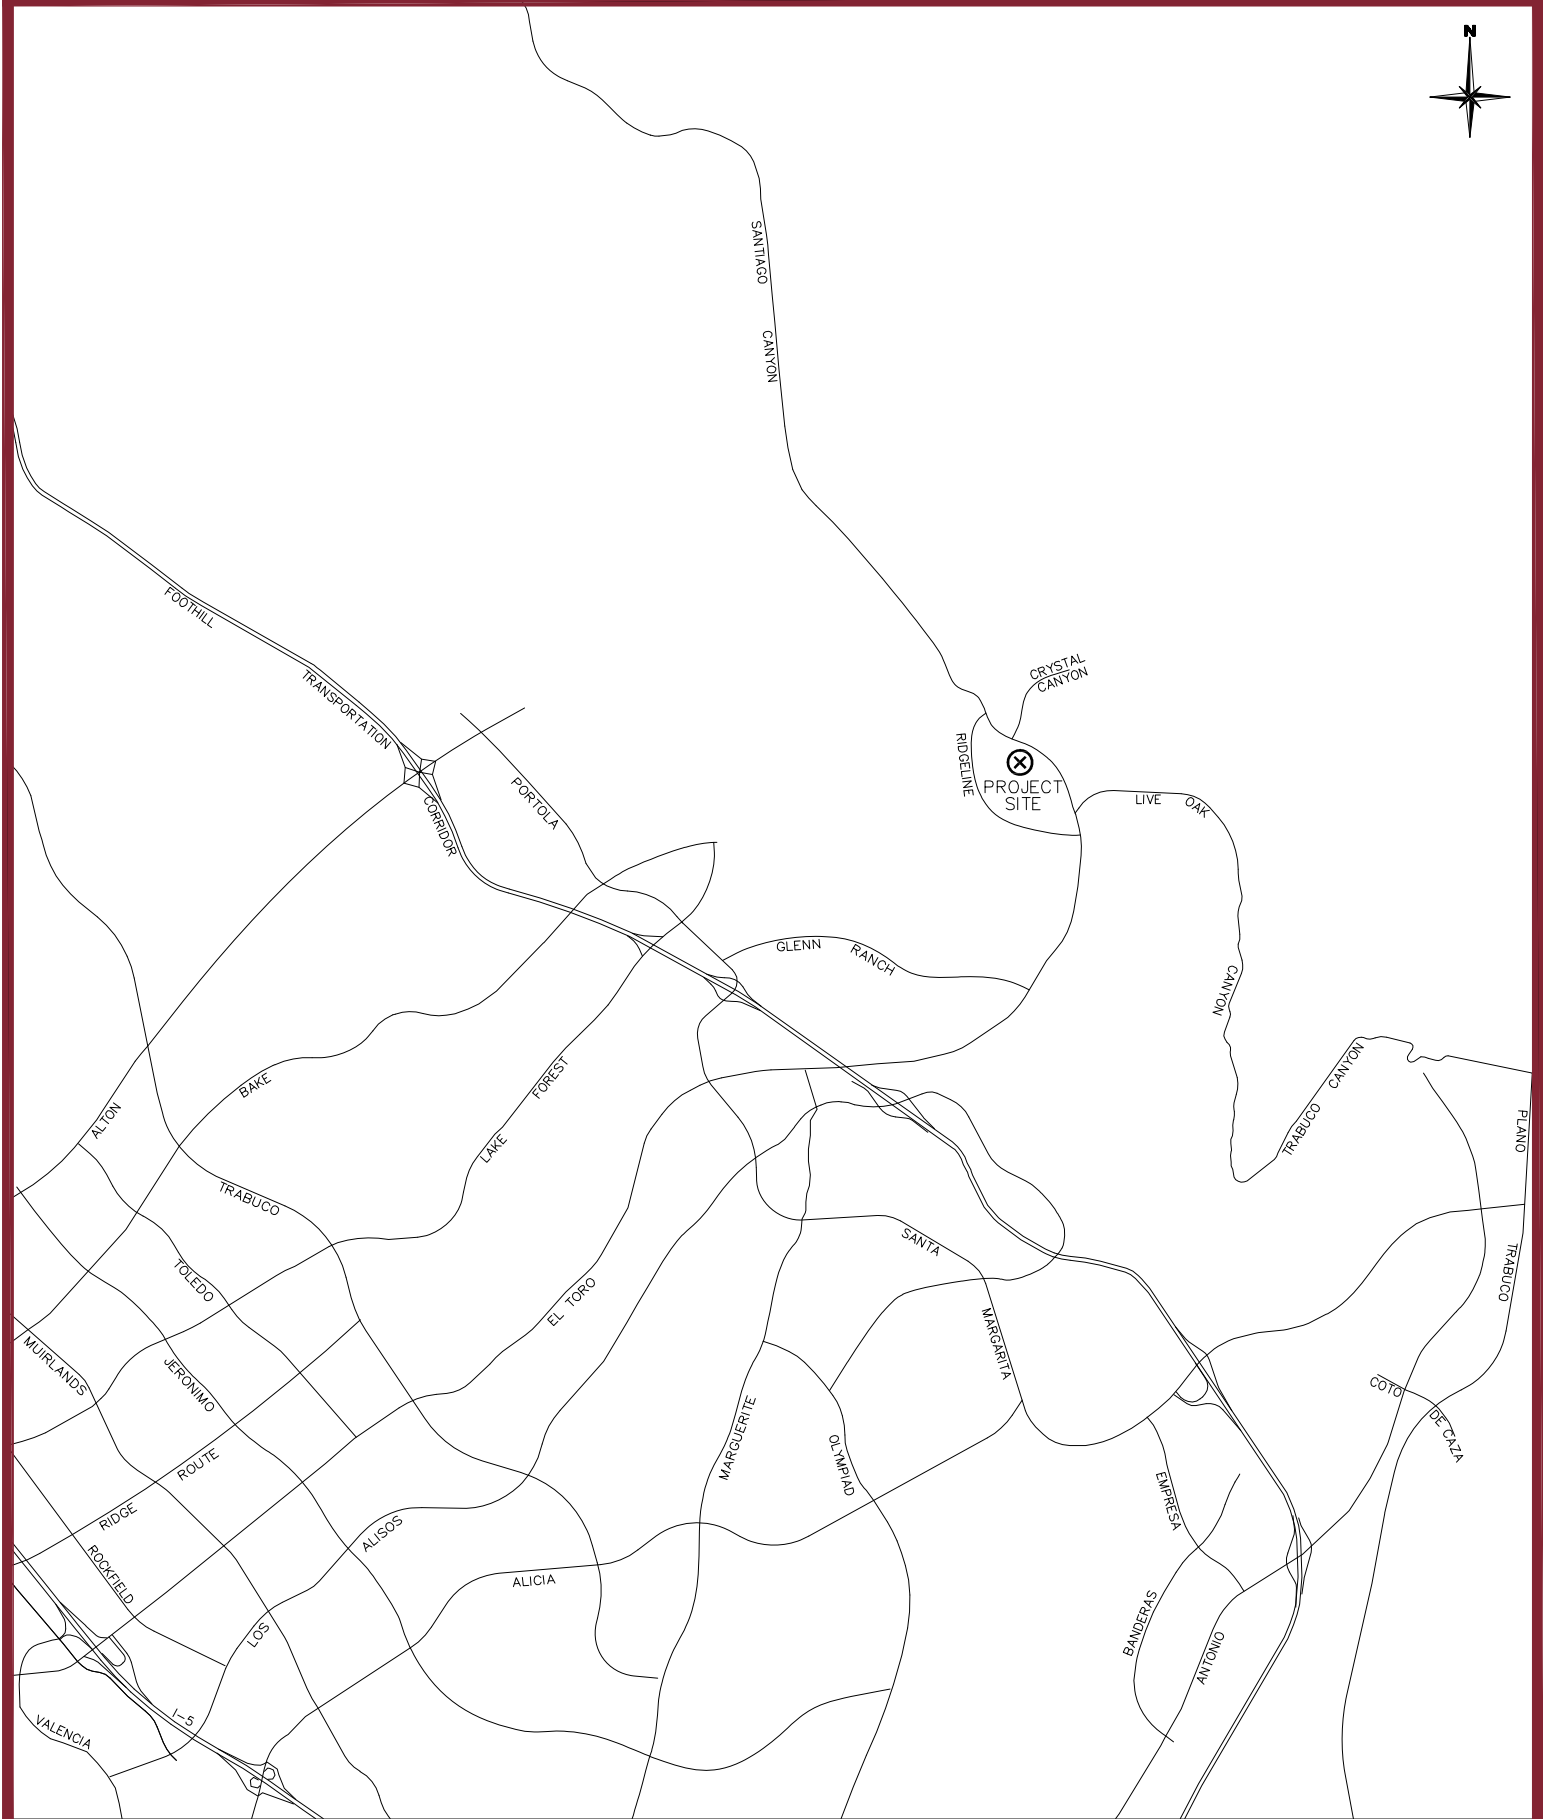 N
SANTIAGO
CANYON
FOOTHILL
TRANSPORTATION
CORRIDOR
CRYSTAL
CANYON
RIDGELINE
PROJECT
SITE
PORTOLA
LIVE OAK
CANYON
GLENN RANCH
TRABUCO CANYON
PLANO
TRABUCO
ALTON
BAKE
LAKE FOREST
TRABUCO
TOLEDO
EL TORO
SANTA
MARGARITA
MUIRLANDS
JERONIMO
COTO
DE CAZA
RIDGE ROUTE
MARGUERITE
OLYMPIAD
EMPRESA
ROCKFIELD
LOS ALISOS
ALICIA
BANDERAS
ANTONIO
I-5
VALENCIA